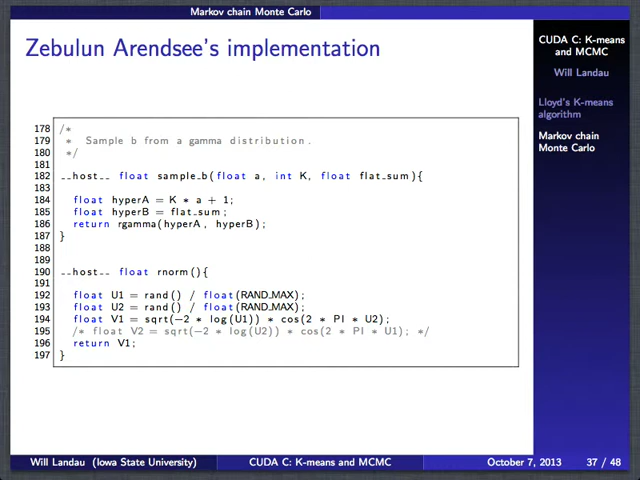 Markov chain Monte Carlo
Zebulun Arendsee's implementation
CUDA C: K-means
and MCMC
Will Landau
Lloyd's K-means
algorithm
Markov chain
Monte Carlo
178 /*
179 * Sample b from a gamma distribution.
180 */
181
182 __host__ float sample_b(float a, int K, float flat_sum){
183
184 float hyperA = K * a + 1;
185 float hyperB = flat_sum;
186 return rgamma(hyperA, hyperB);
187 }
188
189
190 __host__ float rnorm(){
191
192 float U1 = rand() / float(RAND_MAX);
193 float U2 = rand() / float(RAND_MAX);
194 float V1 = sqrt(-2 * log(U1)) * cos(2 * PI * U2);
195 /* float V2 = sqrt(-2 * log(U2)) * cos(2 * PI * U1); */
196 return V1;
197 }
Will Landau (Iowa State University) CUDA C: K-means and MCMC October 7, 2013 37 / 48